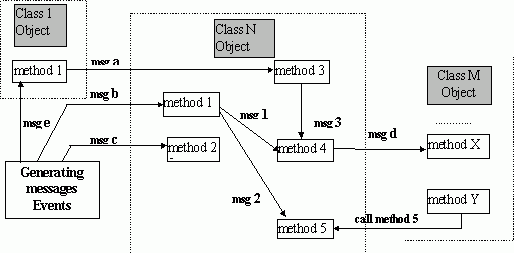 Class 1
Object
Class N
Object
Class M
Object
method 1
msg a
method 3
msg b
method 1
msg 1
msg e
msg 3
msg c
method 2
method 4
msg d
method X
Generating
messages
Events
msg 2
method Y
method 5
call method 5